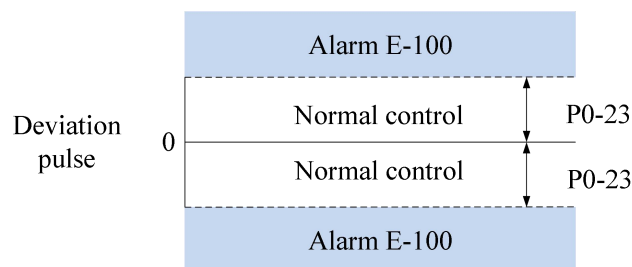 Alarm E-100
Normal control
P0-23
Deviation
pulse
0
Normal control
P0-23
Alarm E-100